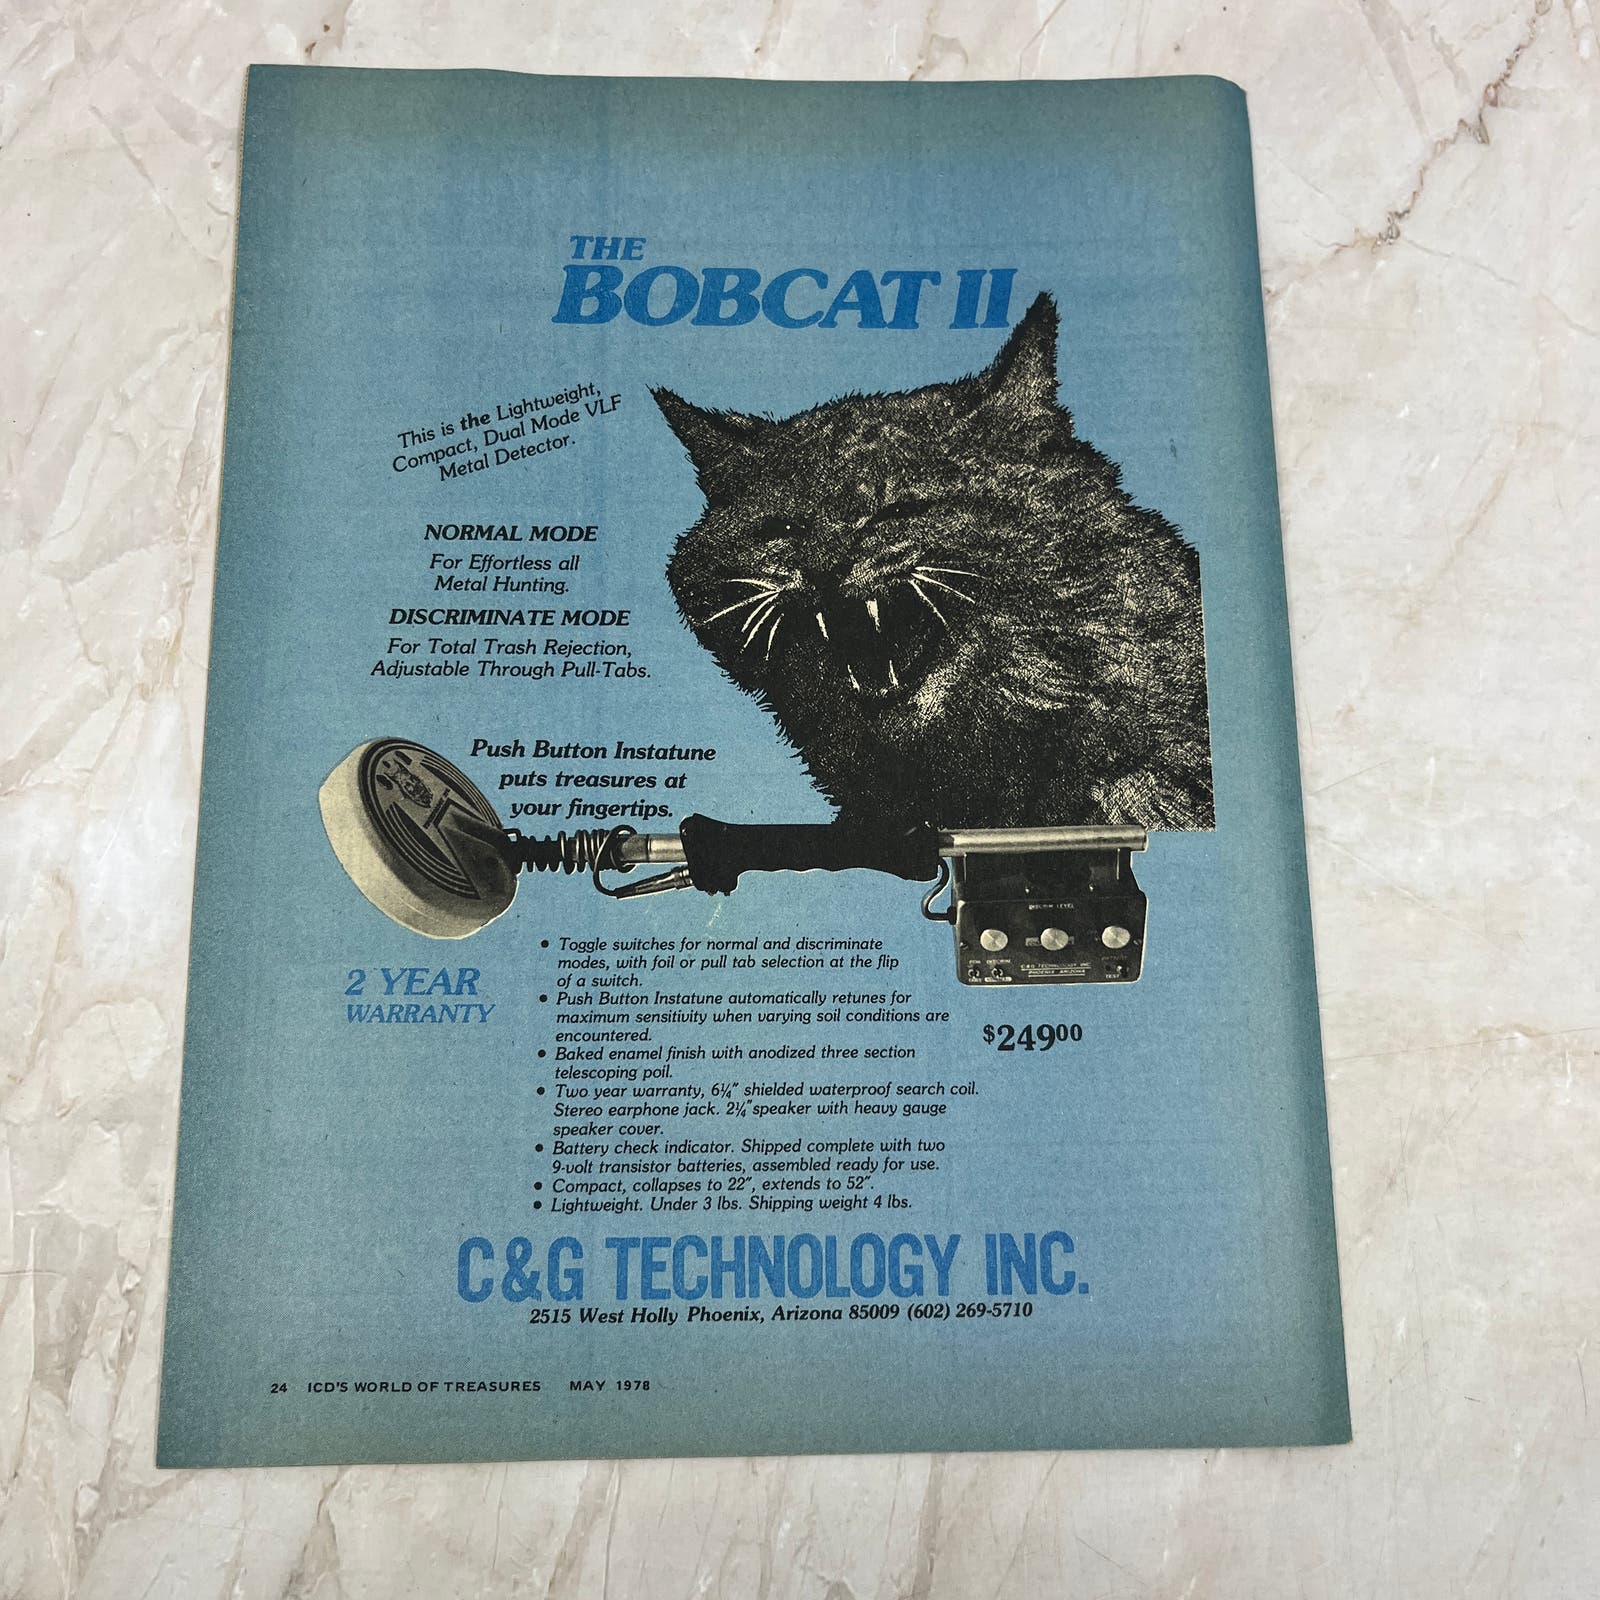 THE
BOBCAT II
This is the Lightweight,
Compact, Dual Mode VLF
Metal Detector.
NORMAL MODE
For Effortless all
Metal Hunting.
DISCRIMINATE MODE
For Total Trash Rejection,
Adjustable Through Pull-Tabs.
Push Button Instatune
puts treasures at
your fingertips.
DISCRIM LEVEL
C&G TECHNOLOGY INC.
PHOENIX ARIZONA
TEST
2 YEAR
WARRANTY
• Toggle switches for normal and discriminate
modes, with foil or pull tab selection at the flip
of a switch.
• Push Button Instatune automatically retunes for
maximum sensitivity when varying soil conditions are
encountered.
• Baked enamel finish with anodized three section
telescoping poil.
• Two year warranty, 6¼" shielded waterproof search coil.
Stereo earphone jack. 2¼" speaker with heavy gauge
speaker cover.
• Battery check indicator. Shipped complete with two
9-volt transistor batteries, assembled ready for use.
• Compact, collapses to 22", extends to 52".
• Lightweight. Under 3 lbs. Shipping weight 4 lbs.
$249⁰⁰
C&G TECHNOLOGY INC.
2515 West Holly Phoenix, Arizona 85009 (602) 269-5710
24 ICD'S WORLD OF TREASURES MAY 1978